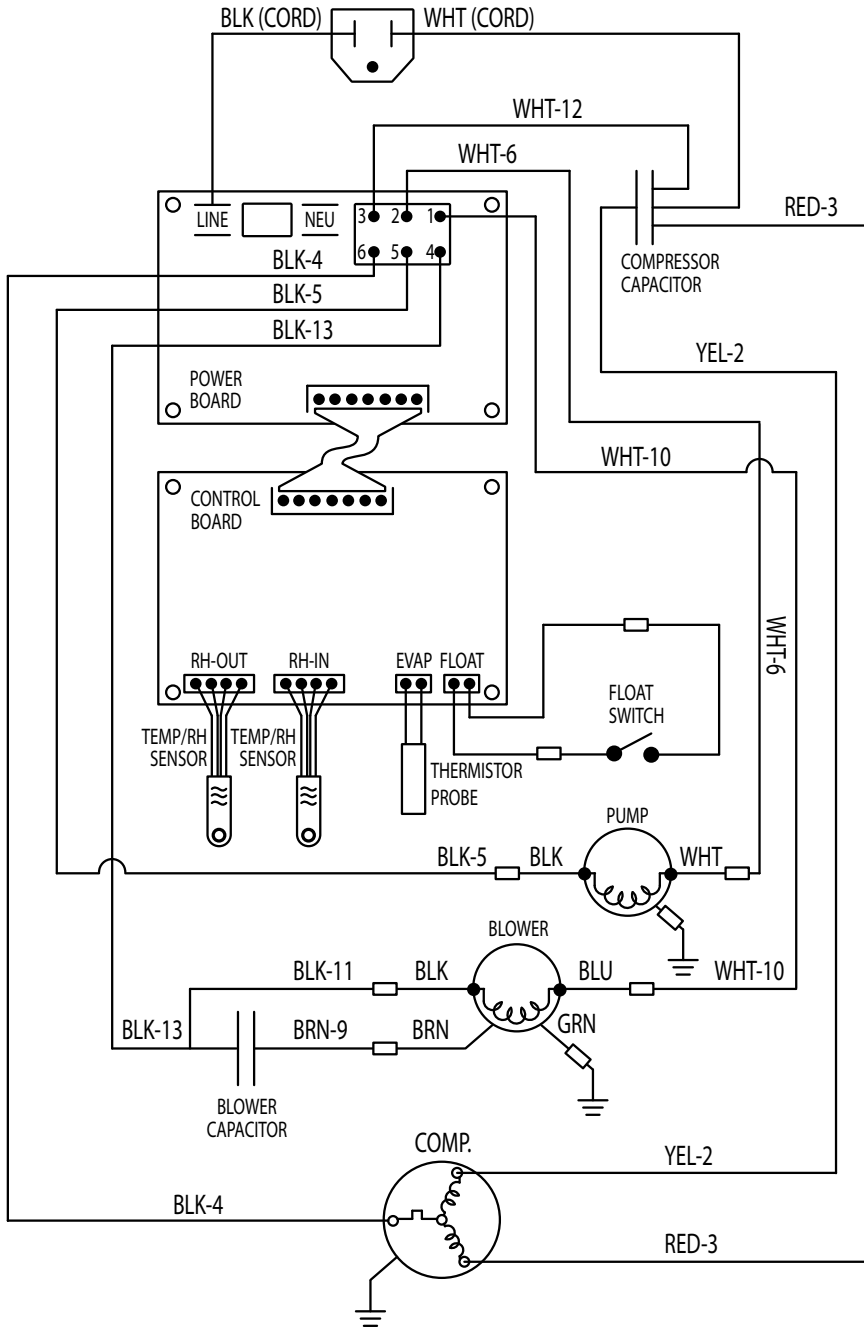 BLK (CORD)
WHT (CORD)
WHT-12
WHT-6
RED-3
LINE
NEU
3 2 1
6 5 4
COMPRESSOR
CAPACITOR
BLK-4
BLK-5
BLK-13
YEL-2
POWER
BOARD
WHT-10
CONTROL
BOARD
WHT-6
RH-OUT
RH-IN
EVAP
FLOAT
FLOAT
SWITCH
TEMP/RH
SENSOR
TEMP/RH
SENSOR
THERMISTOR
PROBE
PUMP
BLK-5
BLK
WHT
BLOWER
BLK-11
BLK
BLU
WHT-10
BLK-13
BRN-9
BRN
GRN
BLOWER
CAPACITOR
COMP.
YEL-2
BLK-4
RED-3